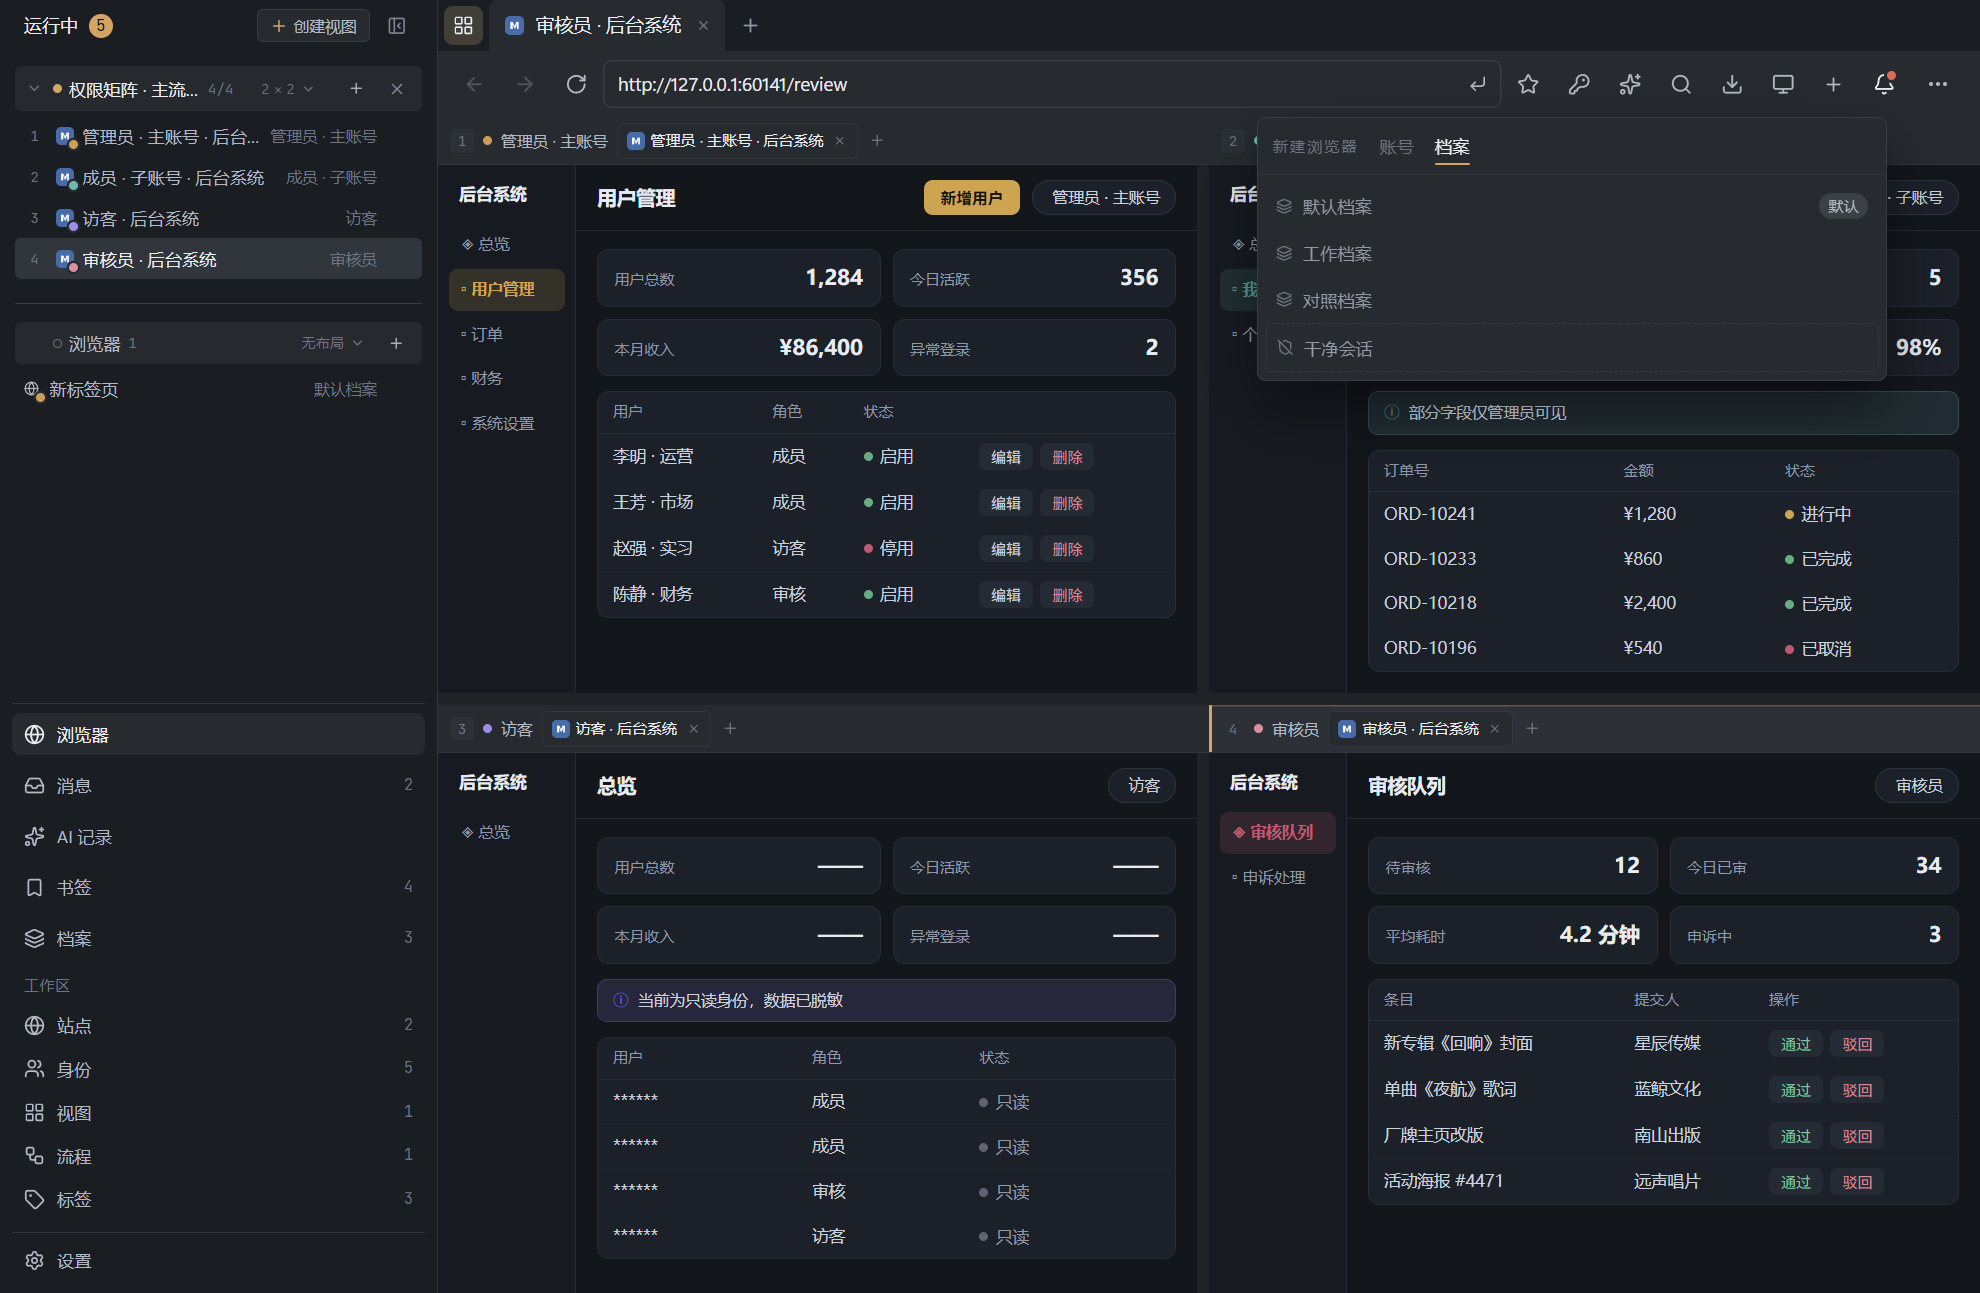 运行中 5
创建视图
权限矩阵 · 主流... 4/4 2 × 2
1 管理员 · 主账号 · 后台... 管理员 · 主账号
2 成员 · 子账号 · 后台系统 成员 · 子账号
3 访客 · 后台系统 访客
4 审核员 · 后台系统 审核员
浏览器 1 无布局
新标签页 默认档案
浏览器
消息 2
AI 记录
书签 4
档案 3
工作区
站点 2
身份 5
视图 1
流程 1
标签 3
设置
M 审核员 · 后台系统
http://127.0.0.1:60141/review
1 管理员 · 主账号 M 管理员 · 主账号 · 后台系统
后台系统
总览
用户管理
订单
财务
系统设置
用户管理 新增用户 管理员 · 主账号
用户总数 1,284 今日活跃 356
本月收入 ¥86,400 异常登录 2
用户 角色 状态
李明 · 运营 成员 启用 编辑 删除
王芳 · 市场 成员 启用 编辑 删除
赵强 · 实习 访客 停用 编辑 删除
陈静 · 财务 审核 启用 编辑 删除
2
新建浏览器 账号 档案
默认档案 默认
工作档案
对照档案
干净会话
后台
我
个
· 子账号
5
98%
部分字段仅管理员可见
订单号 金额 状态
ORD-10241 ¥1,280 进行中
ORD-10233 ¥860 已完成
ORD-10218 ¥2,400 已完成
ORD-10196 ¥540 已取消
3 访客 M 访客 · 后台系统
后台系统
总览
总览 访客
用户总数 —— 今日活跃 ——
本月收入 —— 异常登录 ——
当前为只读身份，数据已脱敏
用户 角色 状态
****** 成员 只读
****** 成员 只读
****** 审核 只读
****** 访客 只读
4 审核员 M 审核员 · 后台系统
后台系统
审核队列
申诉处理
审核队列 审核员
待审核 12 今日已审 34
平均耗时 4.2 分钟 申诉中 3
条目 提交人 操作
新专辑《回响》封面 星辰传媒 通过 驳回
单曲《夜航》歌词 蓝鲸文化 通过 驳回
厂牌主页改版 南山出版 通过 驳回
活动海报 #4471 远声唱片 通过 驳回